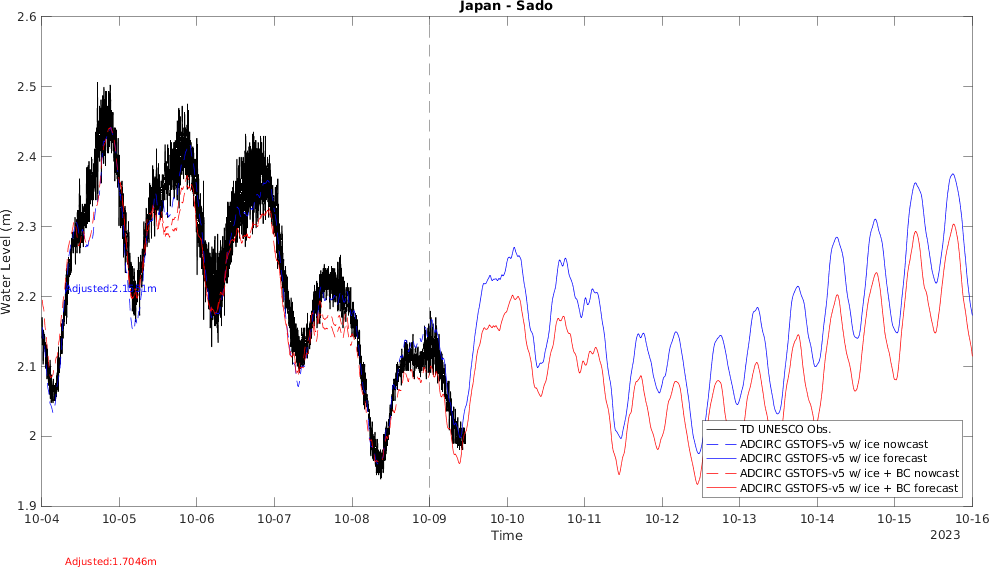 Japan - Sado
2.6
2.5
2.4
2.3
2.2
2.1
2
1.9
Water Level (m)
TD UNESCO Obs.
ADCIRC GSTOFS-v5 w/ ice nowcast
ADCIRC GSTOFS-v5 w/ ice forecast
ADCIRC GSTOFS-v5 w/ ice + BC nowcast
ADCIRC GSTOFS-v5 w/ ice + BC forecast
10-04 10-05 10-06 10-07 10-08 10-09 10-10 10-11 10-12 10-13 10-14 10-15 10-16
Time
2023
Adjusted:1.7046m